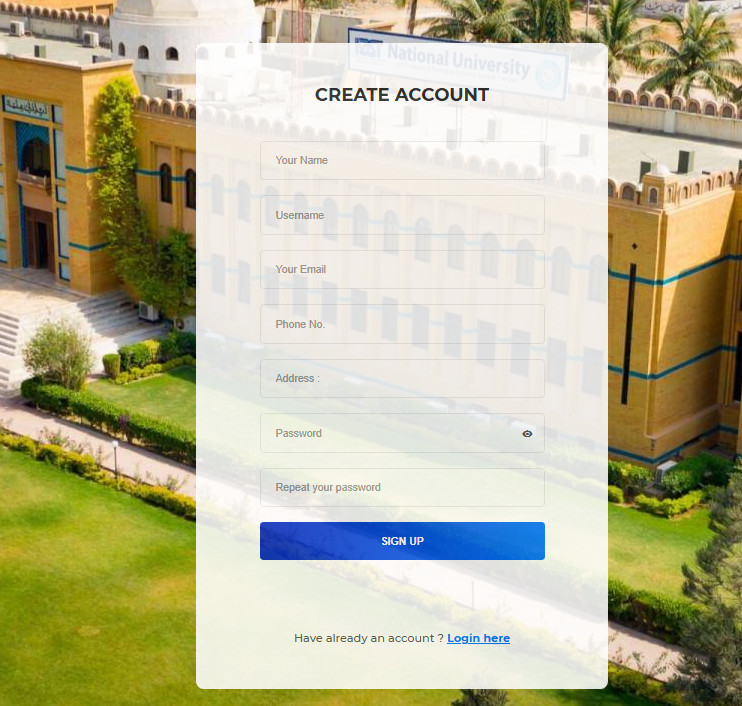 National University
CREATE ACCOUNT
Your Name
Username
Your Email
Phone No.
Address :
Password
Repeat your password
SIGN UP
Have already an account ? Login here